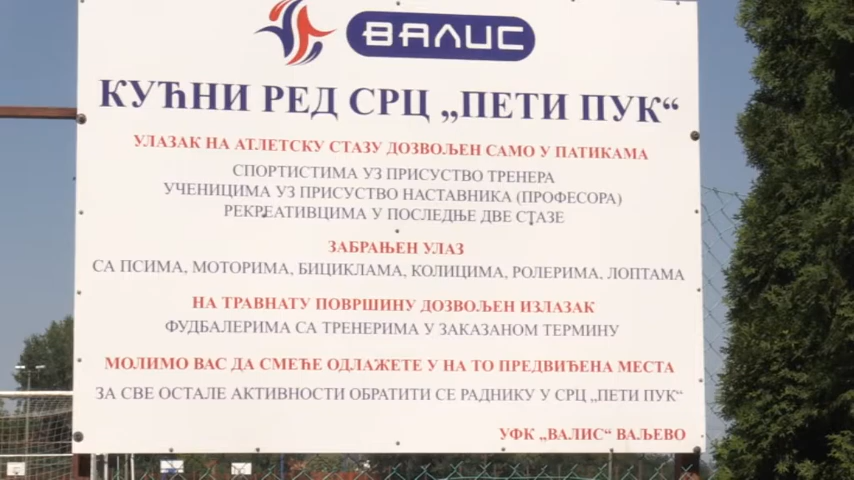 ВАЛИС
КУЋНИ РЕД СРЦ „ПЕТИ ПУК“
УЛАЗАК НА АТЛЕТСКУ СТАЗУ ДОЗВОЉЕН САМО У ПАТИКАМА
СПОРТИСТИМА УЗ ПРИСУСТВО ТРЕНЕРА
УЧЕНИЦИМА УЗ ПРИСУСТВО НАСТАВНИКА (ПРОФЕСОРА)
РЕКРЕАТИВЦИМА У ПОСЛЕДЊЕ ДВЕ СТАЗЕ
ЗАБРАЊЕН УЛАЗ
СА ПСИМА, МОТОРИМА, БИЦИКЛАМА, КОЛИЦИМА, РОЛЕРИМА, ЛОПТАМА
НА ТРАВНАТУ ПОВРШИНУ ДОЗВОЉЕН ИЗЛАЗАК
ФУДБАЛЕРИМА СА ТРЕНЕРИМА У ЗАКАЗАНОМ ТЕРМИНУ
МОЛИМО ВАС ДА СМЕЋЕ ОДЛАЖЕТЕ У НА ТО ПРЕДВИЂЕНА МЕСТА
ЗА СВЕ ОСТАЛЕ АКТИВНОСТИ ОБРАТИТИ СЕ РАДНИКУ У СРЦ „ПЕТИ ПУК“
УФК „ВАЛИС“ ВАЉЕВО